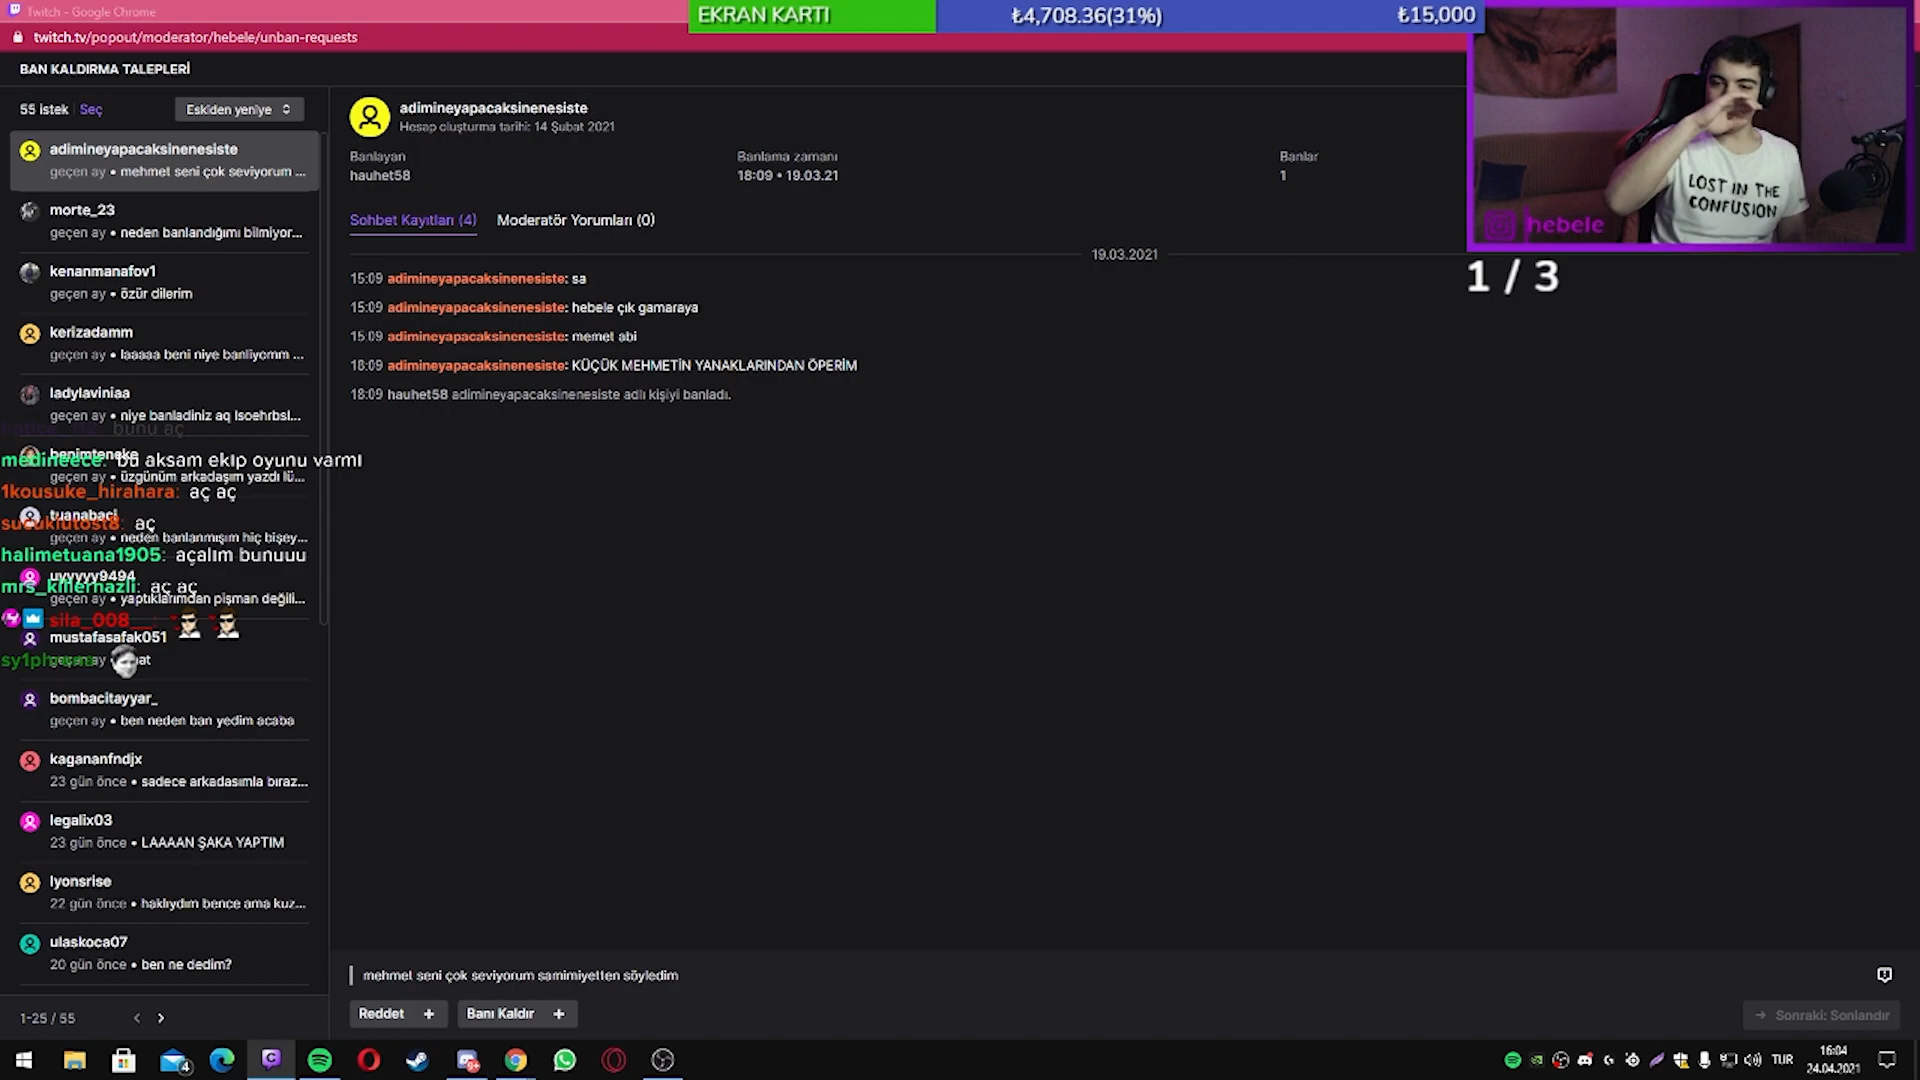 Twitch - Google Chrome
twitch.tv/popout/moderator/hebele/unban-requests
EKRAN KARTI
₺4,708.36(31%)
₺15,000
BAN KALDIRMA TALEPLERİ
55 istek
Seç
Eskiden yeniye
adimineyapacaksinenesiste
geçen ay • mehmet seni çok seviyorum ...
morte_23
geçen ay • neden banlandığımı bilmiyor...
kenanmanafov1
geçen ay • özür dilerim
kerizadamm
geçen ay • laaaaa beni niye banliyomm ...
ladylaviniaa
geçen ay • niye banladiniz aq lsoehrbsl...
bunu aç
benimteneke
medineece: bu aksam ekip oyunu varmı
geçen ay • üzgünüm arkadaşım yazdı lü...
1kousuke_hirahara: aç aç
tuanabaci
sucuklutost8: aç
geçen ay • neden banlanmışım hiç bişey...
halimetuana1905: açalım bunuuu
uyyyyy9494
mrs_killernazli: aç aç
geçen ay • yaptıklarımdan pişman değili...
sila_008__:
mustafasafak051
geçen ay
bombacitayyar_
geçen ay • ben neden ban yedim acaba
kagananfndjx
23 gün önce • sadece arkadasımla bıraz...
legalix03
23 gün önce • LAAAAN ŞAKA YAPTIM
lyonsrise
22 gün önce • haklıydım bence ama kuz...
ulaskoca07
20 gün önce • ben ne dedim?
1-25 / 55
adimineyapacaksinenesiste
Hesap oluşturma tarihi: 14 Şubat 2021
Banlayan
hauhet58
Banlama zamanı
18:09 • 19.03.21
Banlar
1
Sohbet Kayıtları (4)
Moderatör Yorumları (0)
19.03.2021
15:09 adimineyapacaksinenesiste: sa
15:09 adimineyapacaksinenesiste: hebele çık gamaraya
15:09 adimineyapacaksinenesiste: memet abi
18:09 adimineyapacaksinenesiste: KÜÇÜK MEHMETİN YANAKLARINDAN ÖPERİM
18:09 hauhet58 adimineyapacaksinenesiste adlı kişiyi banladı.
LOST IN THE
CONFUSION
hebele
1 / 3
mehmet seni çok seviyorum samimiyetten söyledim
Reddet +
Banı Kaldır +
Sonraki: Sonlandır
4
TUR
16:04
24.04.2021